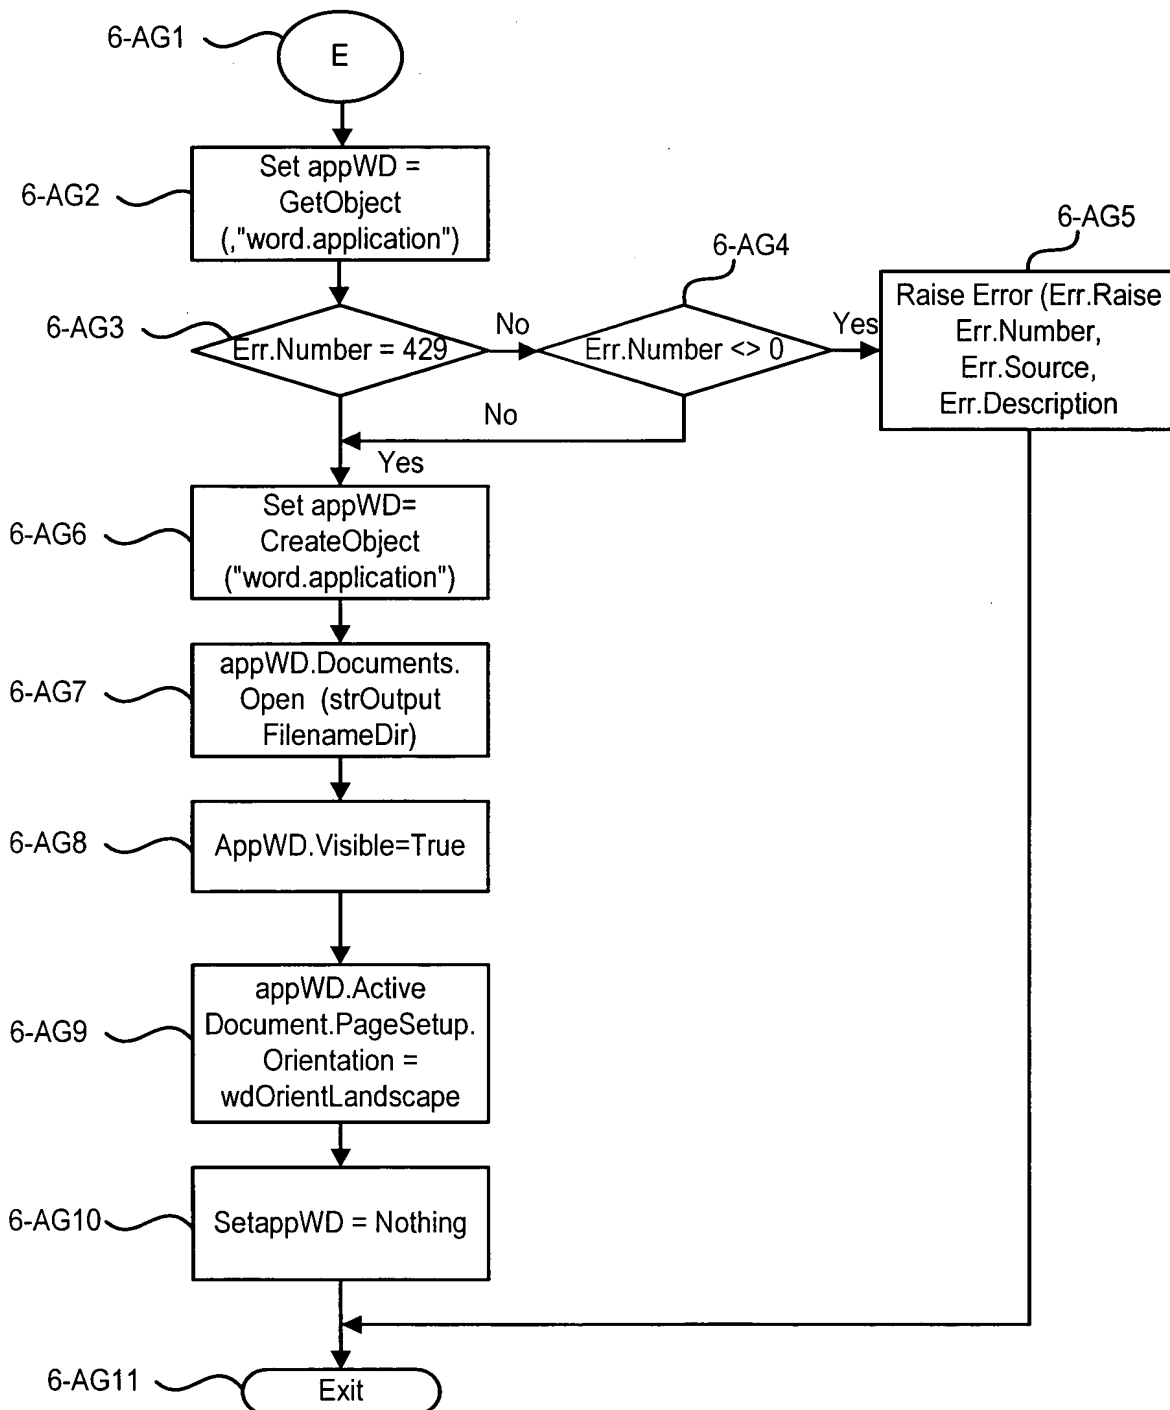 6-AG1
E
6-AG2
Set appWD =
GetObject
(,"word.application")
6-AG3
Err.Number = 429
No
6-AG4
Err.Number <> 0
Yes
6-AG5
Raise Error (Err.Raise
Err.Number,
Err.Source,
Err.Description
No
Yes
6-AG6
Set appWD=
CreateObject
("word.application")
6-AG7
appWD.Documents.
Open (strOutput
FilenameDir)
6-AG8
AppWD.Visible=True
6-AG9
appWD.Active
Document.PageSetup.
Orientation =
wdOrientLandscape
6-AG10
SetappWD = Nothing
6-AG11
Exit